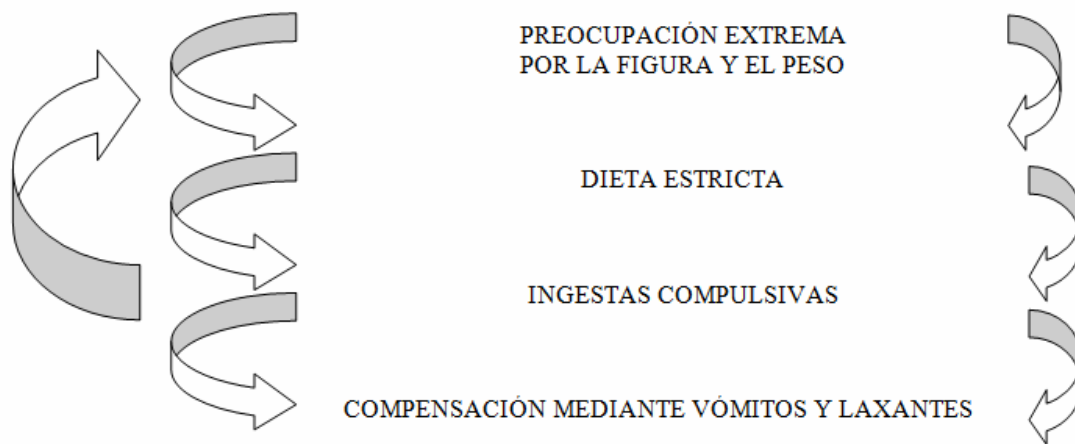 PREOCUPACIÓN EXTREMA
POR LA FIGURA Y EL PESO
DIETA ESTRICTA
INGESTAS COMPULSIVAS
COMPENSACIÓN MEDIANTE VÓMITOS Y LAXANTES